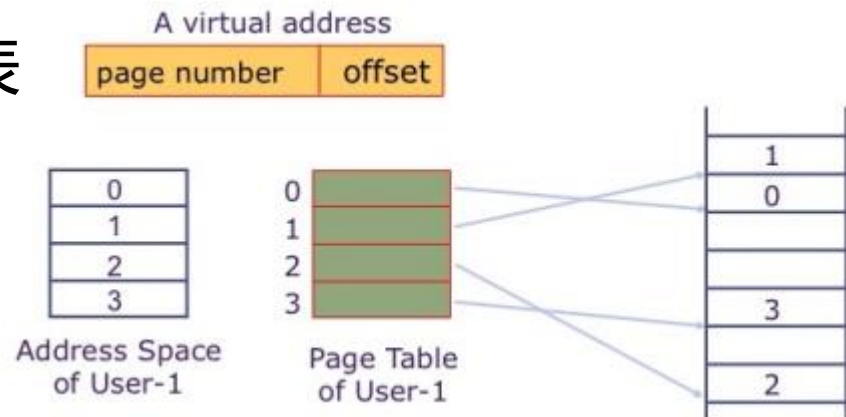 A virtual address
表
page number offset
0
1
2
3
0
1
2
3
1
0
3
2
Address Space
of User-1
Page Table
of User-1